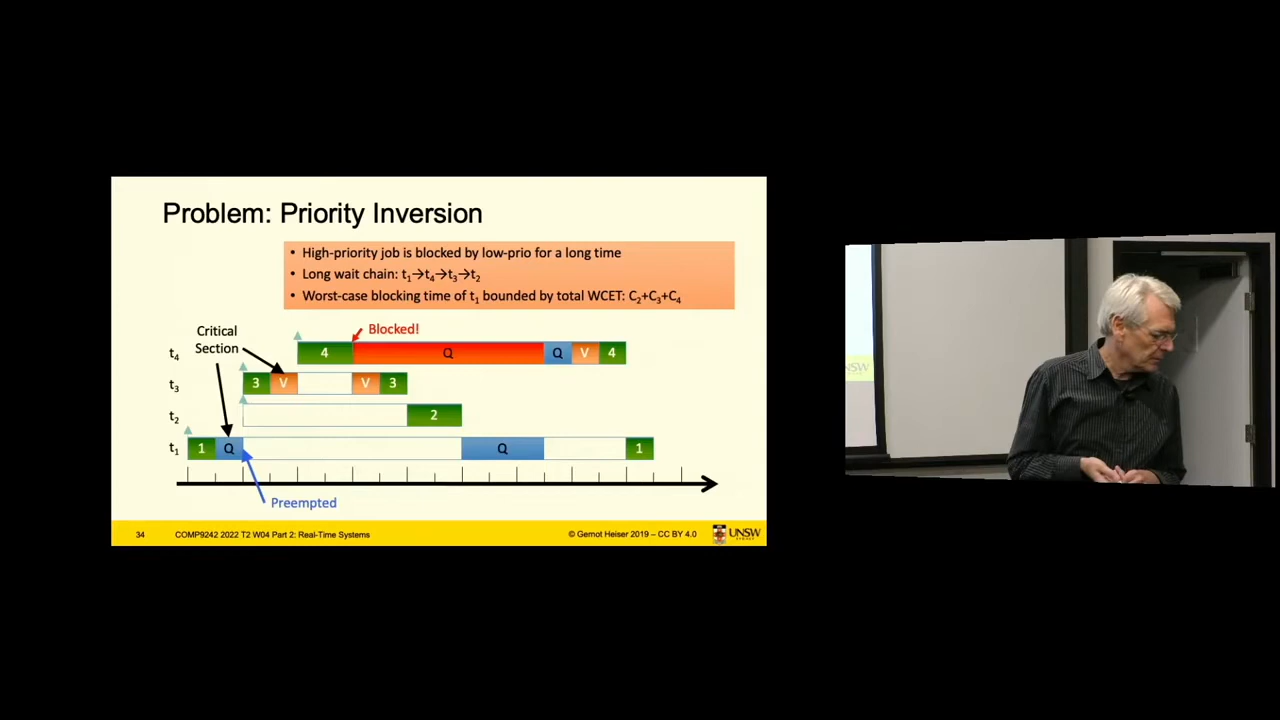 Problem: Priority Inversion
• High-priority job is blocked by low-prio for a long time
• Long wait chain: t₁→t₄→t₃→t₂
• Worst-case blocking time of t₁ bounded by total WCET: C₂+C₃+C₄
Critical
Section
Blocked!
t₄ 4 Q Q V 4
t₃ 3 V V 3
t₂ 2
t₁ 1 Q Q 1
Preempted
34 COMP9242 2022 T2 W04 Part 2: Real-Time Systems © Gernot Heiser 2019 – CC BY 4.0 UNSW
SYDNEY